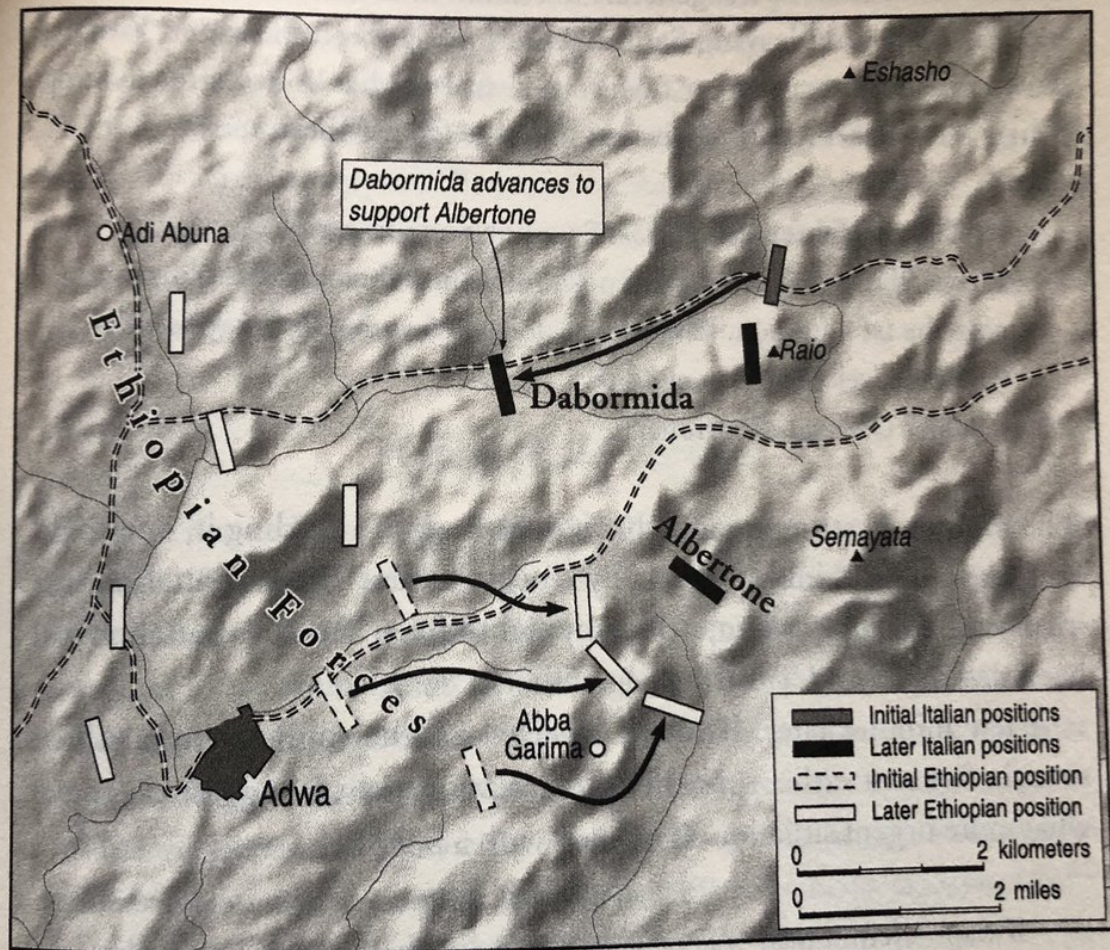 Eshasho
Dabormida advances to
support Albertone
Adi Abuna
Raio
Dabormida
Ethiopian Forces
Albertone
Semayata
Abba
Garima
Adwa
Initial Italian positions
Later Italian positions
Initial Ethiopian position
Later Ethiopian position
0 2 kilometers
0 2 miles